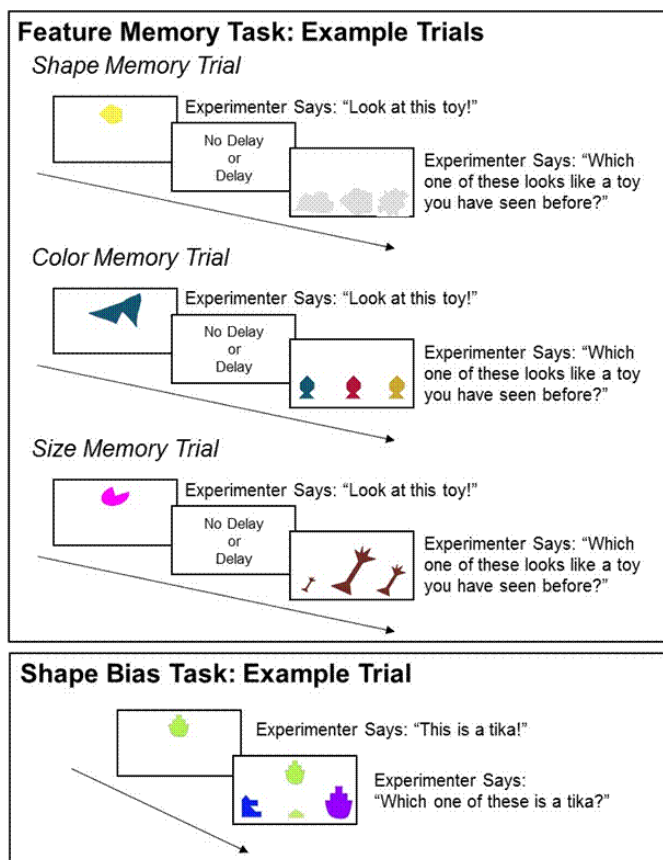 Feature Memory Task: Example Trials
Shape Memory Trial
Experimenter Says: “Look at this toy!”
No Delay
or
Delay
Experimenter Says: “Which
one of these looks like a toy
you have seen before?”
Color Memory Trial
Experimenter Says: “Look at this toy!”
No Delay
or
Delay
Experimenter Says: “Which
one of these looks like a toy
you have seen before?”
Size Memory Trial
Experimenter Says: “Look at this toy!”
No Delay
or
Delay
Experimenter Says: “Which
one of these looks like a toy
you have seen before?”
Shape Bias Task: Example Trial
Experimenter Says: “This is a tika!”
Experimenter Says:
“Which one of these is a tika?”